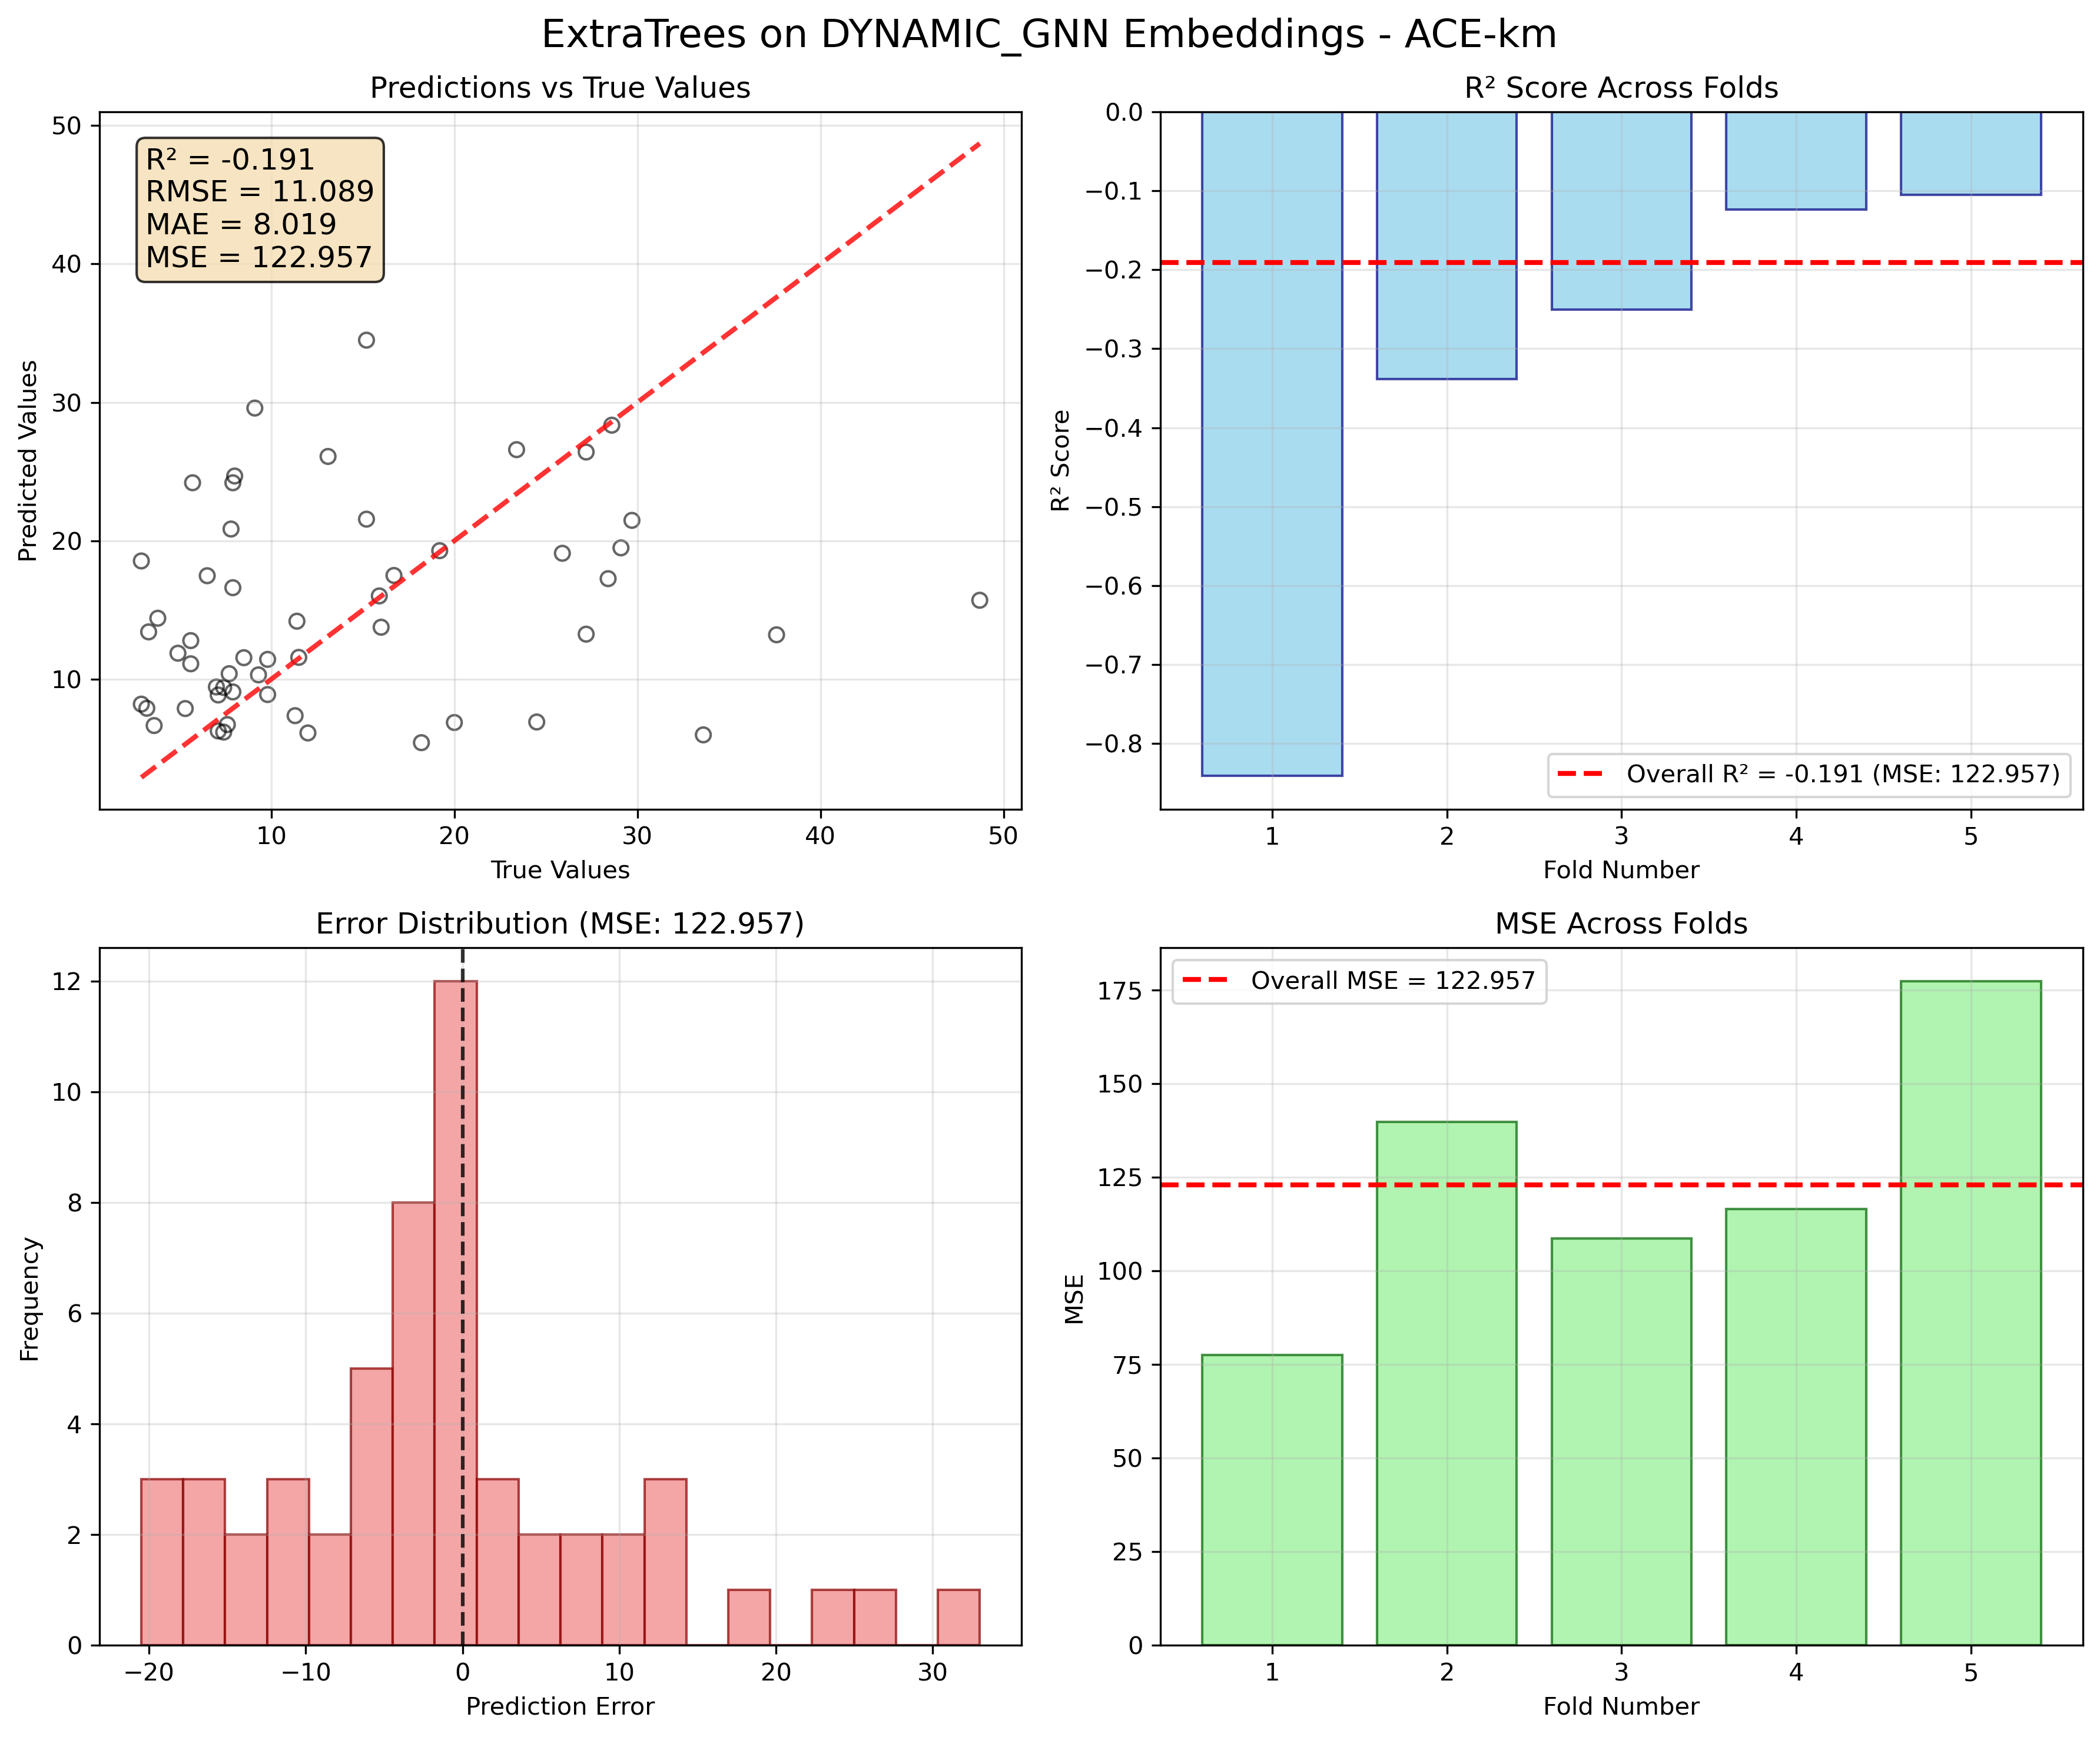 ExtraTrees on DYNAMIC_GNN Embeddings - ACE-km
Predictions vs True Values
50
40
30
20
10
R² = -0.191
RMSE = 11.089
MAE = 8.019
MSE = 122.957
Predicted Values
10 20 30 40 50
True Values
R² Score Across Folds
0.0
−0.1
−0.2
−0.3
−0.4
−0.5
−0.6
−0.7
−0.8
R² Score
Overall R² = -0.191 (MSE: 122.957)
1 2 3 4 5
Fold Number
Error Distribution (MSE: 122.957)
12
10
8
6
4
2
0
Frequency
−20 −10 0 10 20 30
Prediction Error
MSE Across Folds
Overall MSE = 122.957
175
150
125
100
75
50
25
0
MSE
1 2 3 4 5
Fold Number